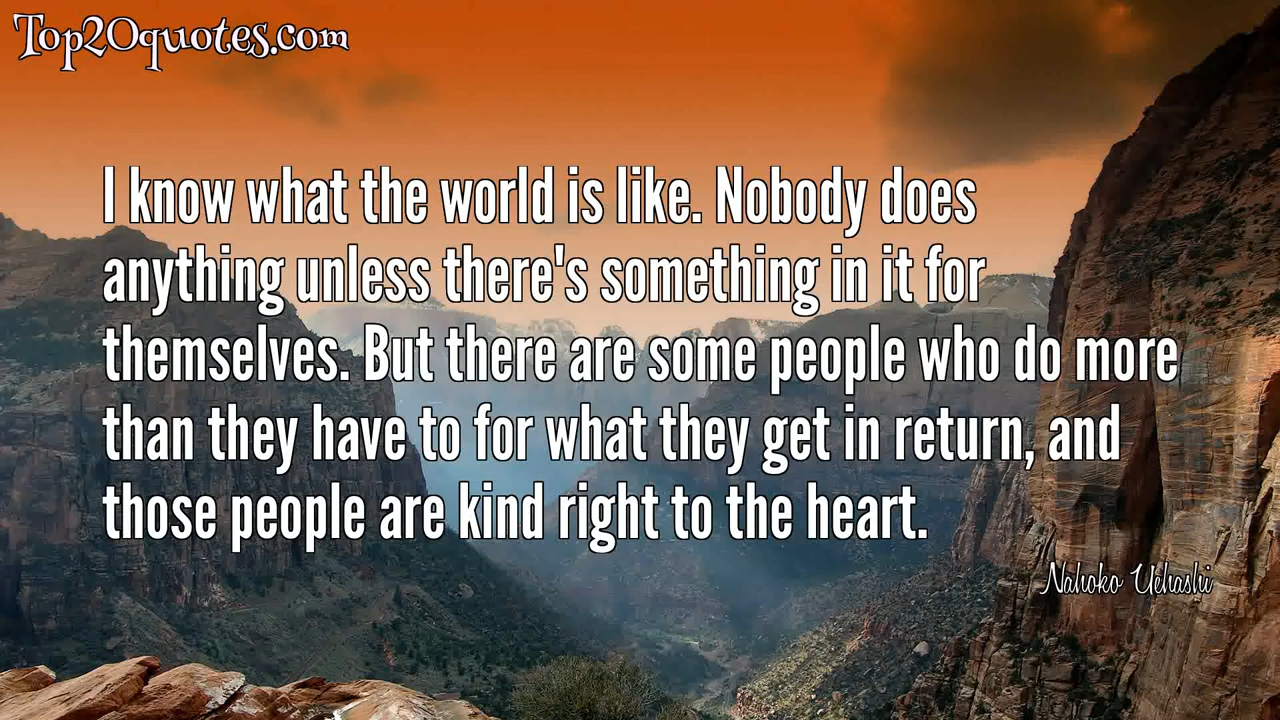 Top20quotes.com
I know what the world is like. Nobody does
anything unless there's something in it for
themselves. But there are some people who do more
than they have to for what they get in return, and
those people are kind right to the heart.
Nahoko Uehashi